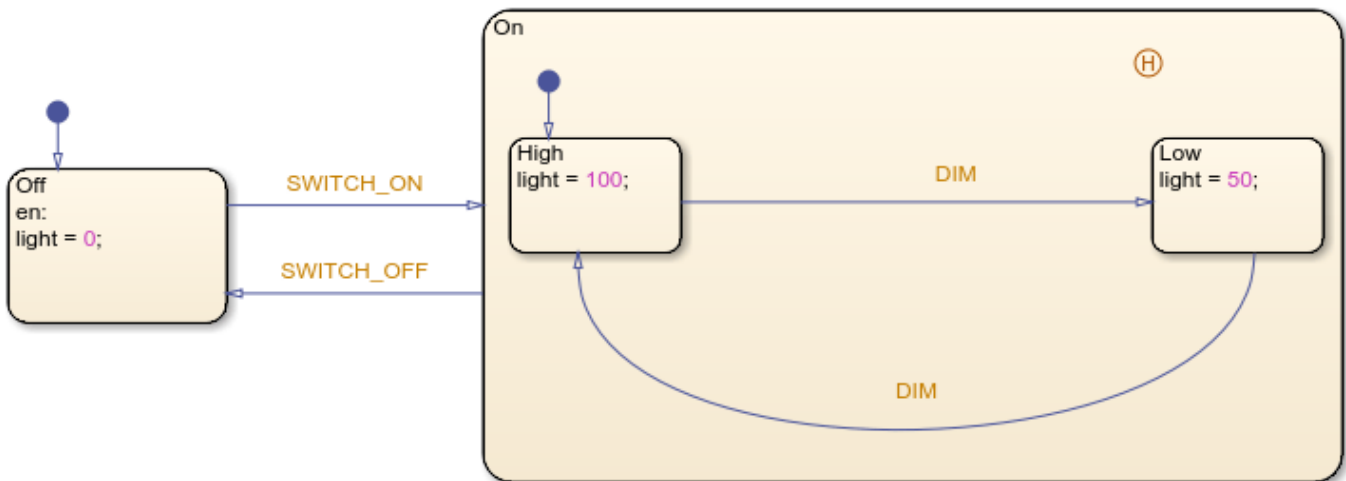 On
H
High
light = 100;
DIM
Low
light = 50;
Off
en:
light = 0;
SWITCH_ON
SWITCH_OFF
DIM